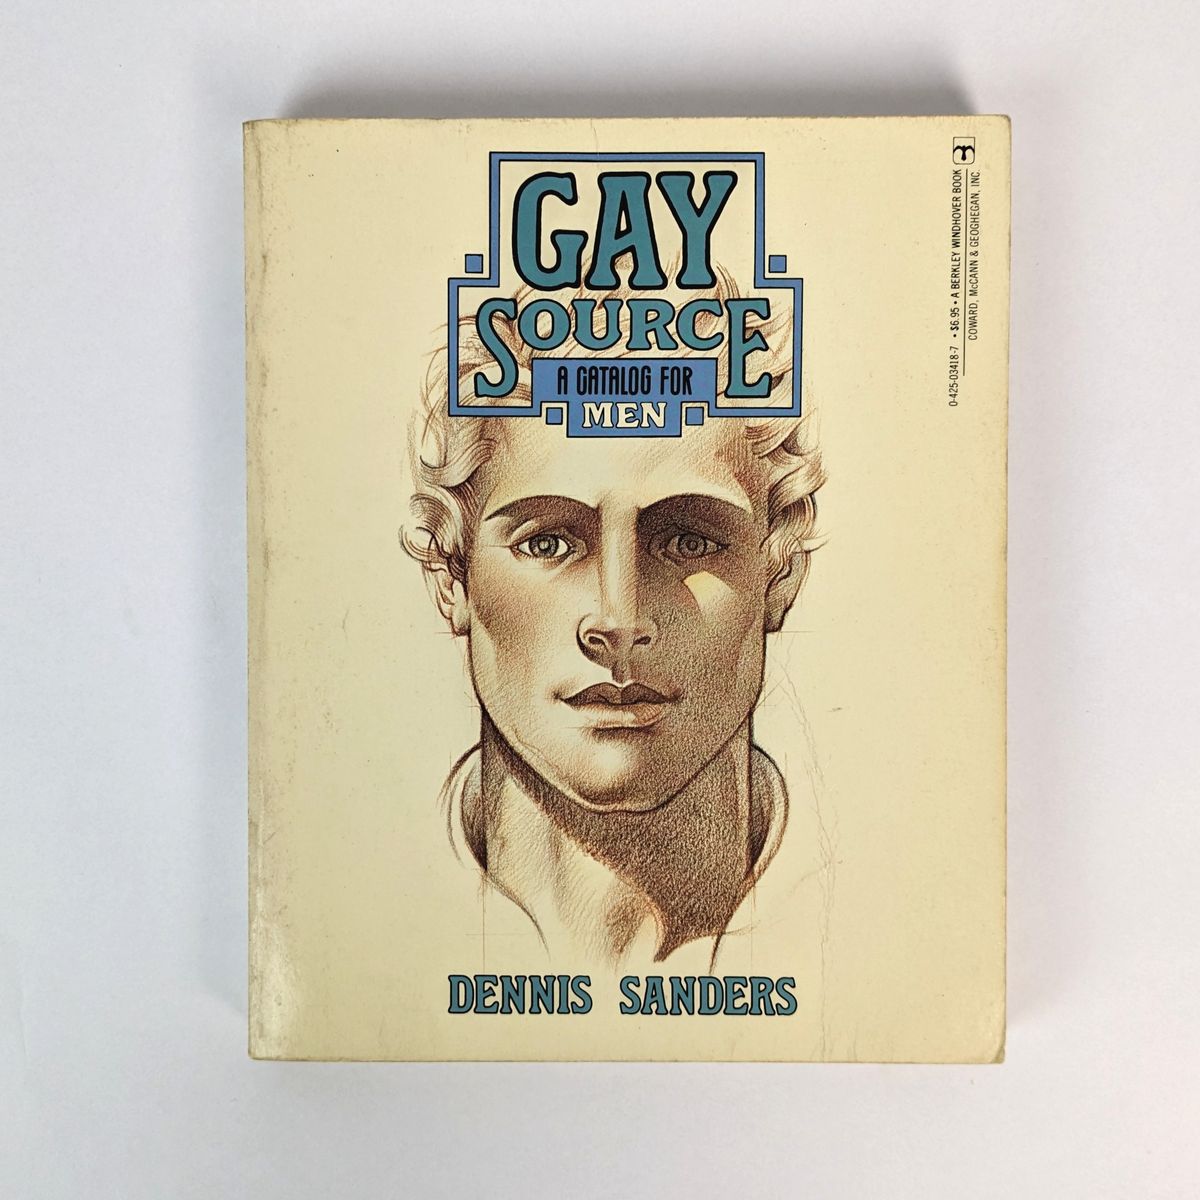 GAY
SOURCE
A CATALOG FOR
MEN
0-425-03418-7 • $6.95 • A BERKLEY WINDHOVER BOOK
COWARD, McCANN & GEOGHEGAN, INC.
DENNIS SANDERS